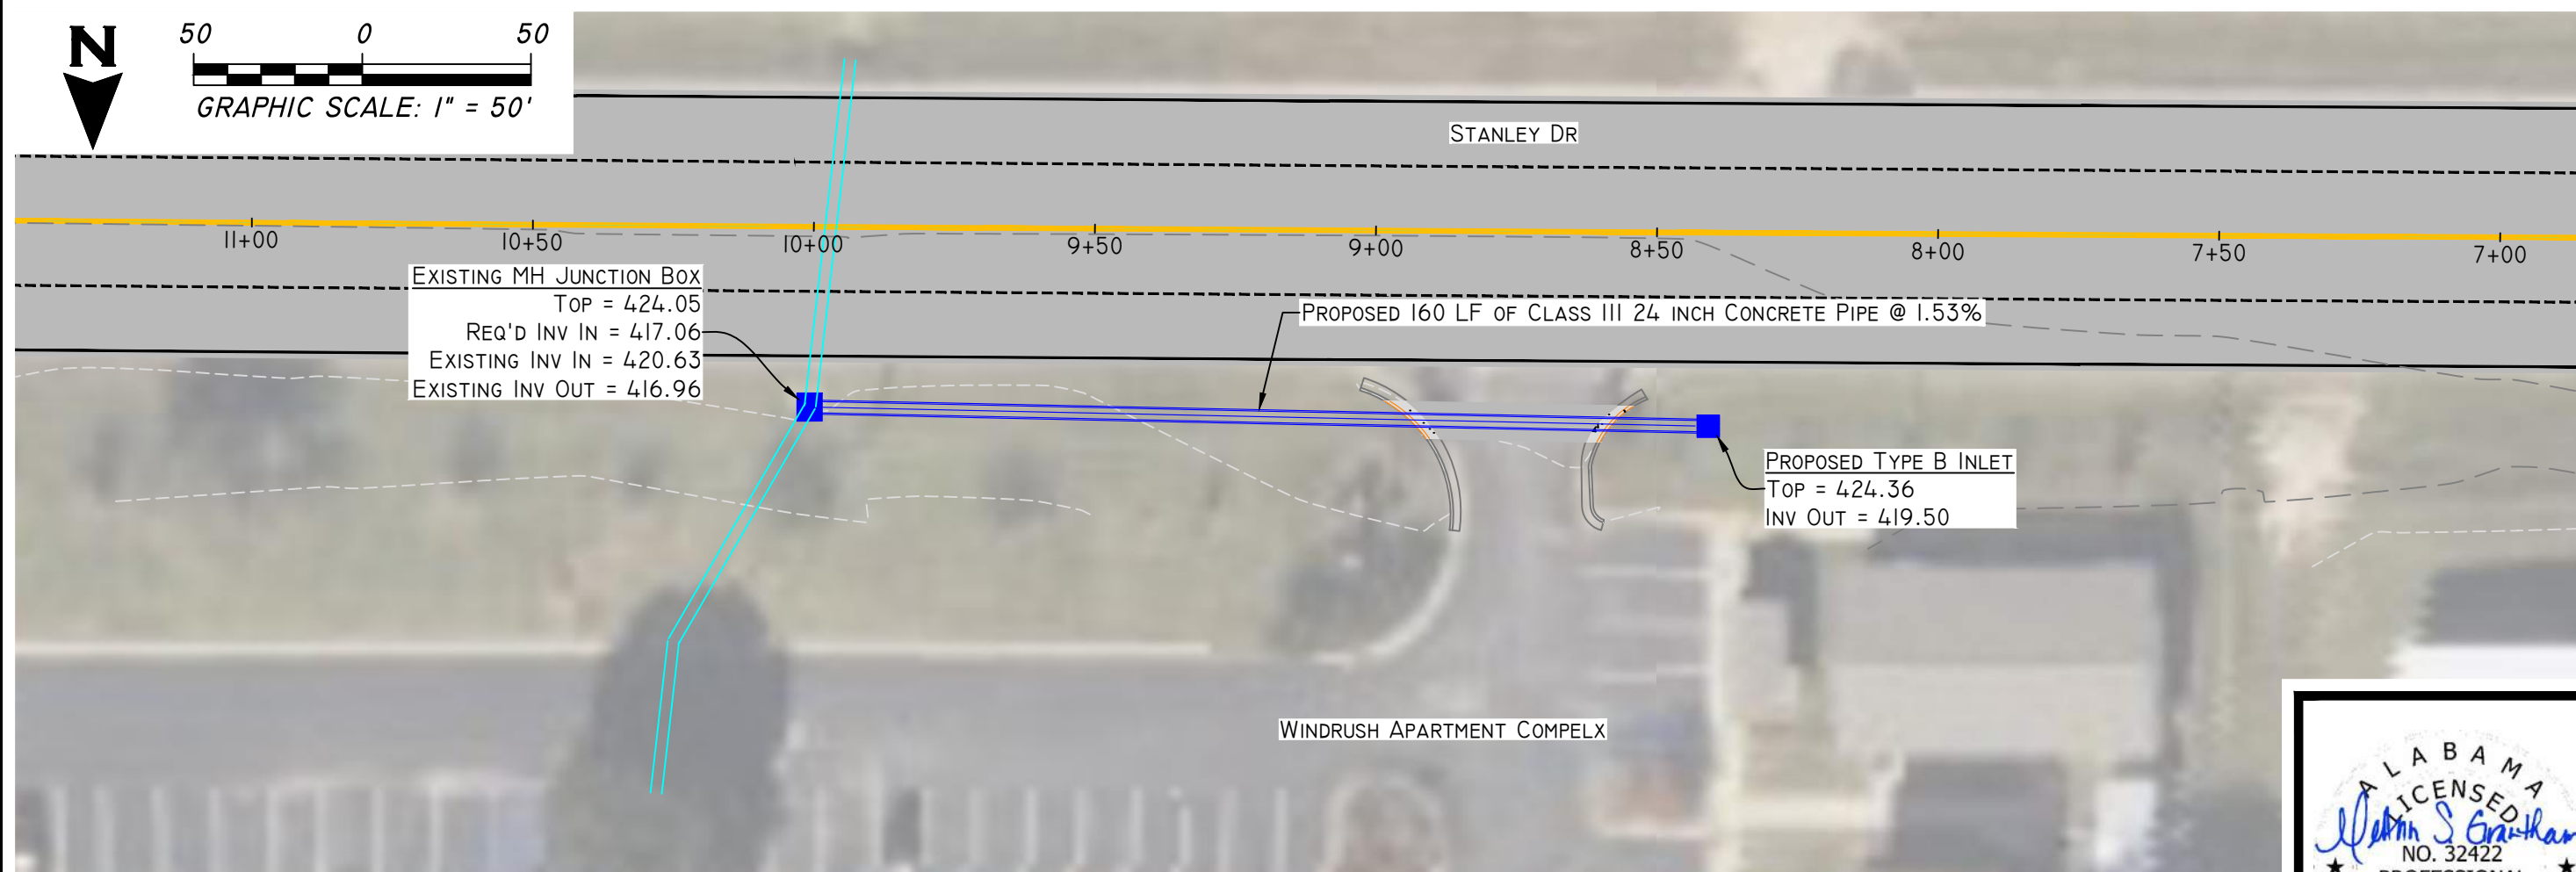 N
50 0 50
GRAPHIC SCALE: 1" = 50'
STANLEY DR
11+00 10+50 10+00 9+50 9+00 8+50 8+00 7+50 7+00
EXISTING MH JUNCTION BOX
TOP = 424.05
REQ'D INV IN = 417.06
EXISTING INV IN = 420.63
EXISTING INV OUT = 416.96
PROPOSED 160 LF OF CLASS III 24 INCH CONCRETE PIPE @ 1.53%
PROPOSED TYPE B INLET
TOP = 424.36
INV OUT = 419.50
WINDRUSH APARTMENT COMPELX
ALABAMA
LICENSED
NO. 32422
PROFESSIONAL